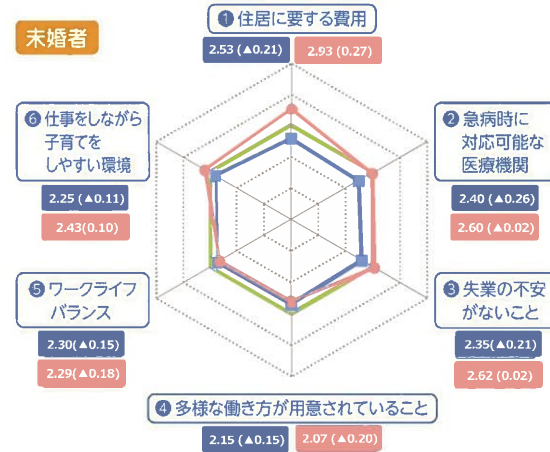 未婚者
❶ 住居に要する費用
2.53 (▲0.21) 2.93 (0.27)
❷ 急病時に
対応可能な
医療機関
2.40 (▲0.26)
2.60 (▲0.02)
❸ 失業の不安
がないこと
2.35(▲0.21)
2.62 (0.02)
❹ 多様な働き方が用意されていること
2.15 (▲0.15) 2.07 (▲0.20)
❺ ワークライフ
バランス
2.30(▲0.15)
2.29(▲0.18)
❻ 仕事をしながら
子育てを
しやすい環境
2.25 (▲0.11)
2.43(0.10)